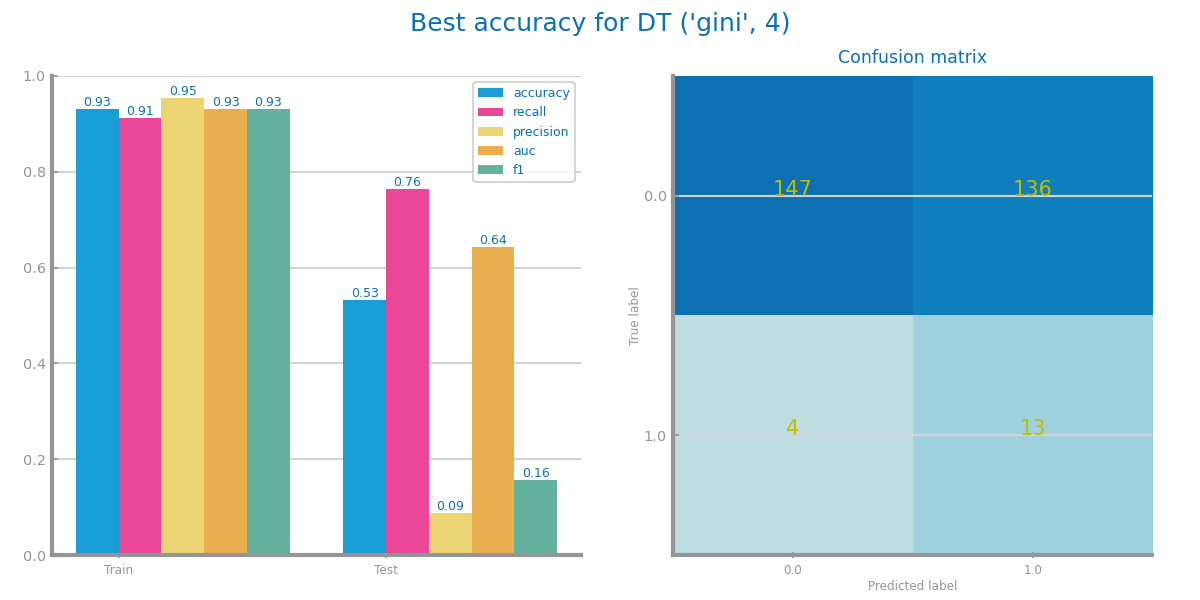 Best accuracy for DT ('gini', 4)
1.0
0.8
0.6
0.4
0.2
0.0
0.93
0.91
0.95
0.93
0.93
0.53
0.76
0.09
0.64
0.16
accuracy
recall
precision
auc
f1
Train
Test
Confusion matrix
True label
0.0
1.0
147
136
4
13
0.0
1.0
Predicted label